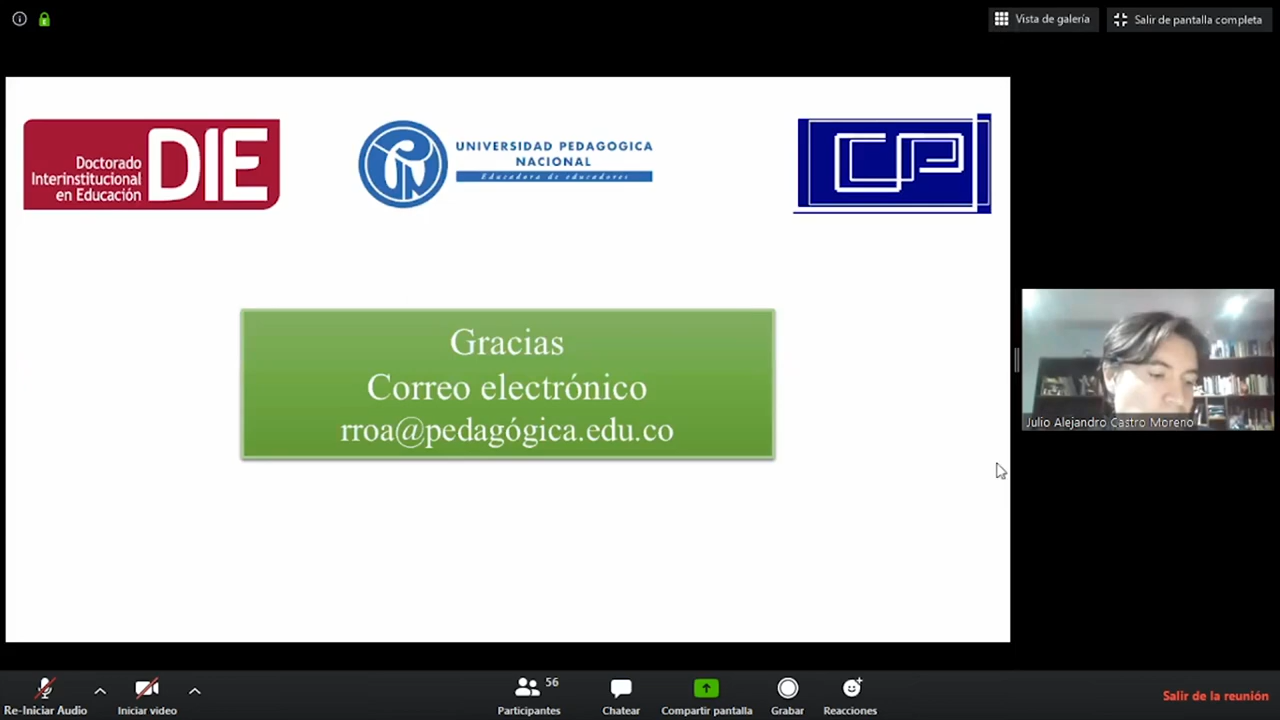 Vista de galería
Salir de pantalla completa
Doctorado
Interinstitucional
en Educación
DIE
UNIVERSIDAD PEDAGOGICA
NACIONAL
Educadora de educadores
CP
Gracias
Correo electrónico
rroa@pedagógica.edu.co
Julio Alejandro Castro Moreno
56
Re-Iniciar Audio
Iniciar video
Participantes
Chatear
Compartir pantalla
Grabar
Reacciones
Salir de la reunión